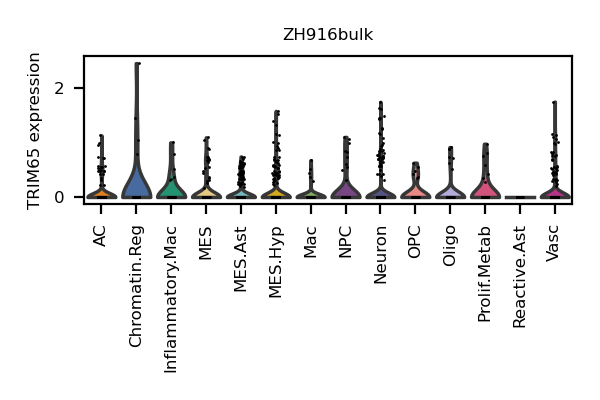 ZH916bulk
TRIM65 expression
2
0
AC
Chromatin.Reg
Inflammatory.Mac
MES
MES.Ast
MES.Hyp
Mac
NPC
Neuron
OPC
Oligo
Prolif.Metab
Reactive.Ast
Vasc